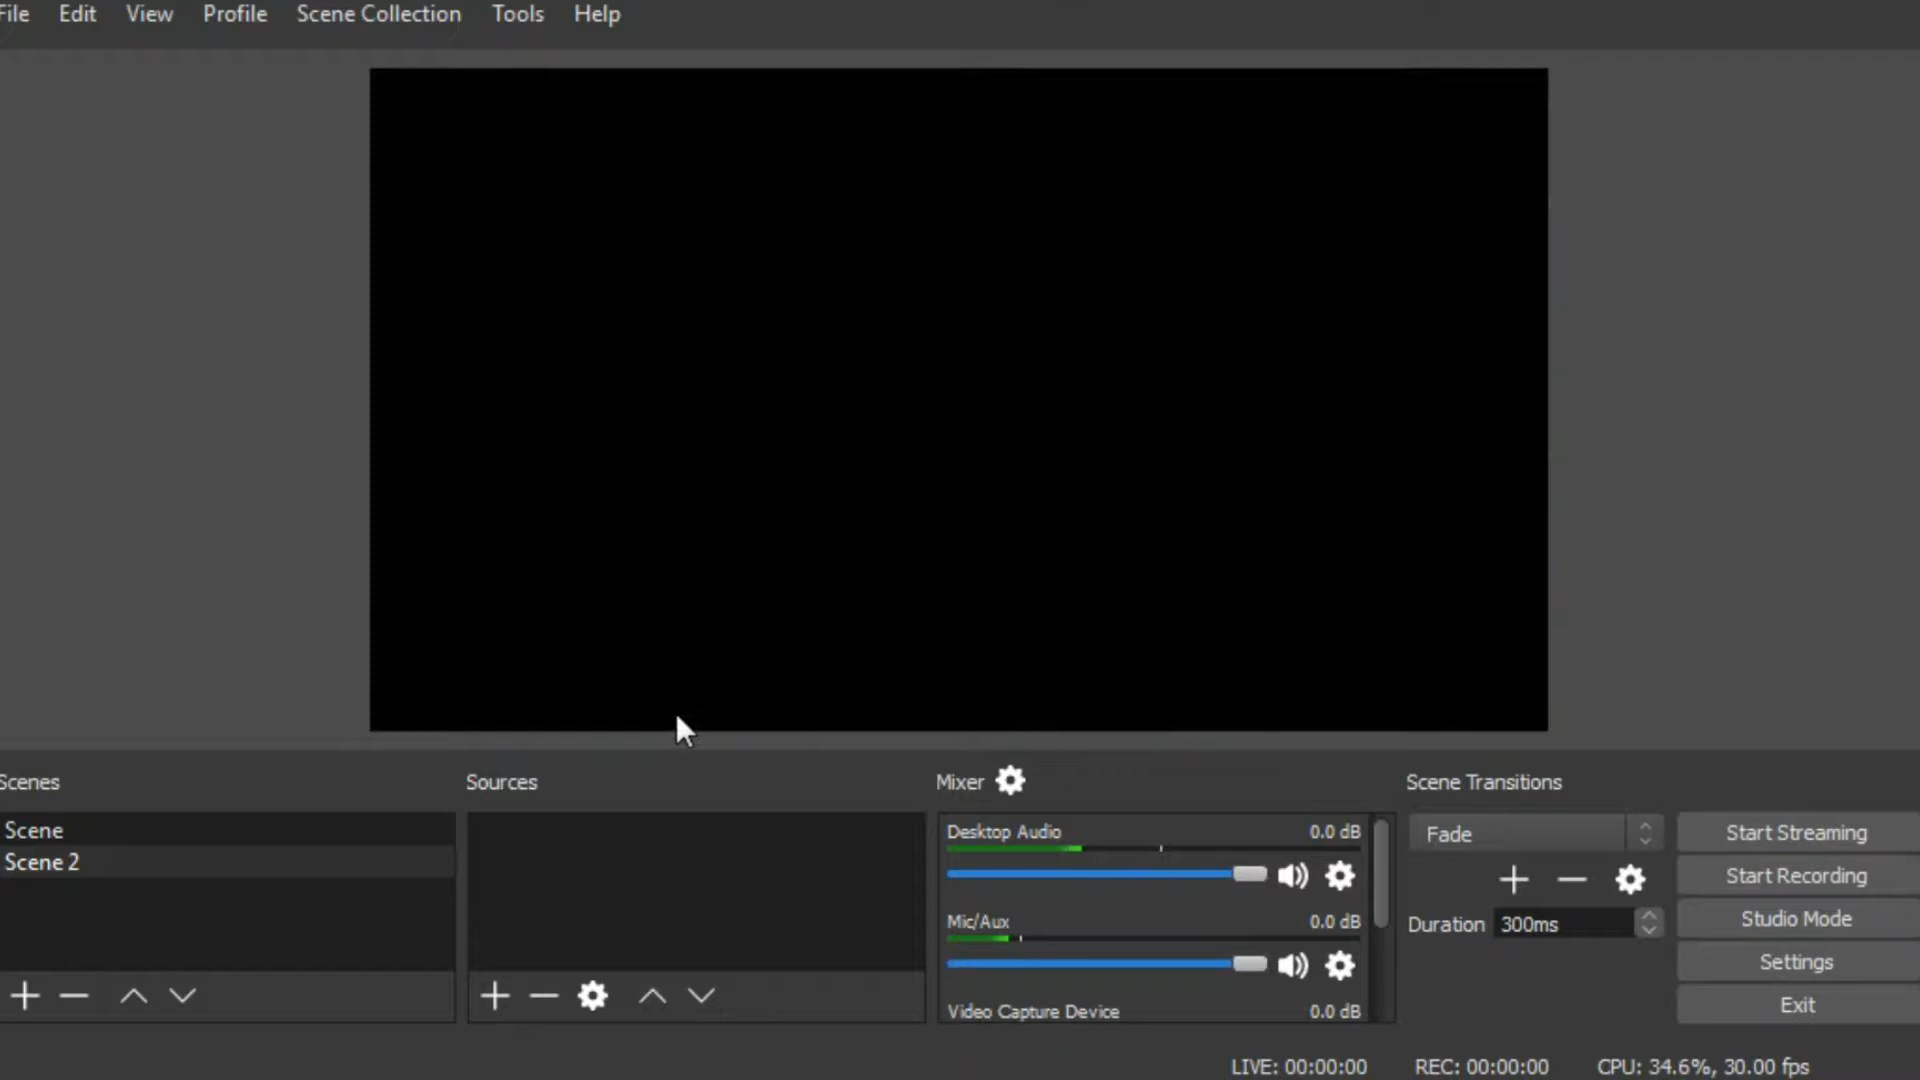 File Edit View Profile Scene Collection Tools Help
Scenes
Scene
Scene 2
Sources
Mixer
Desktop Audio 0.0 dB
Mic/Aux 0.0 dB
Video Capture Device 0.0 dB
Scene Transitions
Fade
Duration 300ms
Start Streaming
Start Recording
Studio Mode
Settings
Exit
LIVE: 00:00:00 REC: 00:00:00 CPU: 34.6%, 30.00 fps